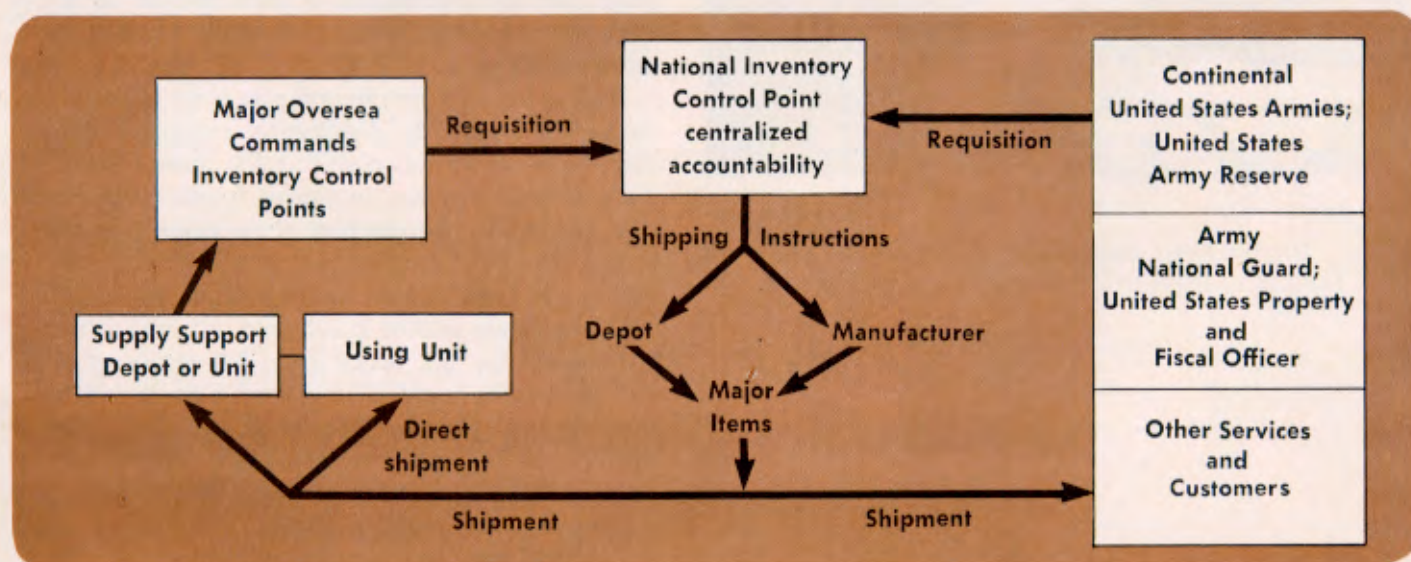 Major Oversea
Commands
Inventory Control
Points
Requisition
National Inventory
Control Point
centralized
accountability
Requisition
Continental
United States Armies;
United States
Army Reserve
Army
National Guard;
United States Property
and
Fiscal Officer
Other Services
and
Customers
Shipping Instructions
Depot
Manufacturer
Major
Items
Supply Support
Depot or Unit
Using Unit
Direct
shipment
Shipment
Shipment